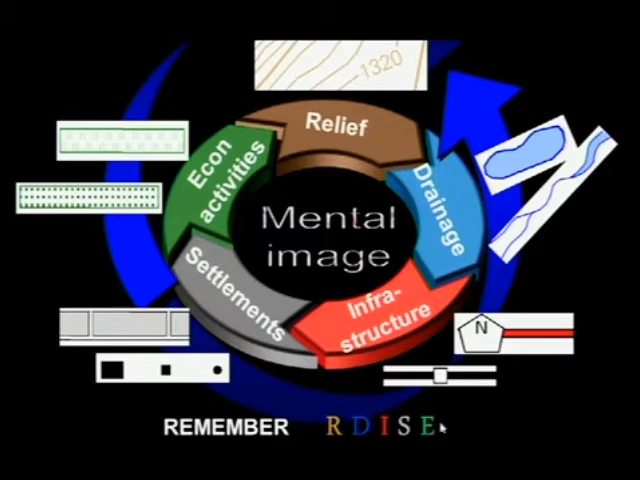 1320
Relief
Econ
activities
Drainage
Mental
image
Settlements
Infra-
structure
N
REMEMBER R D I S E